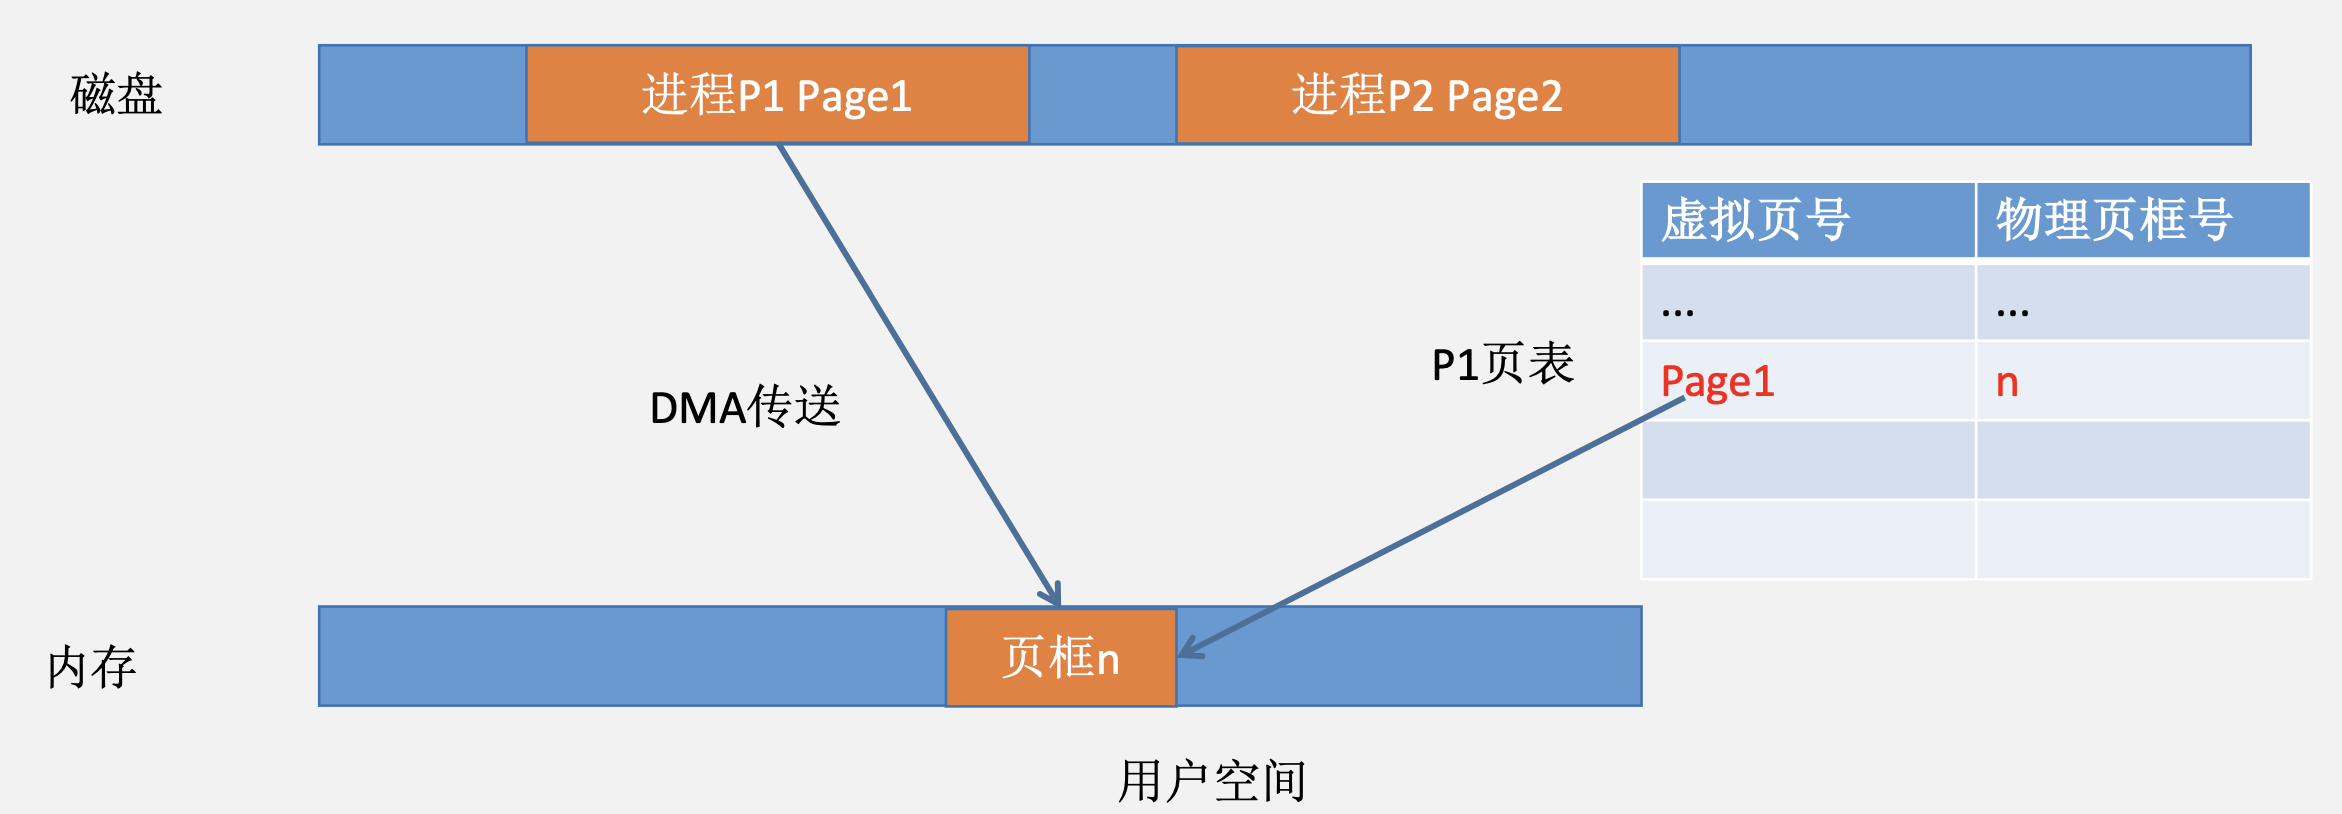 磁盘
进程P1 Page1
进程P2 Page2
虚拟页号 物理页框号
... ...
P1页表
Page1 n
DMA传送
内存
页框n
用户空间